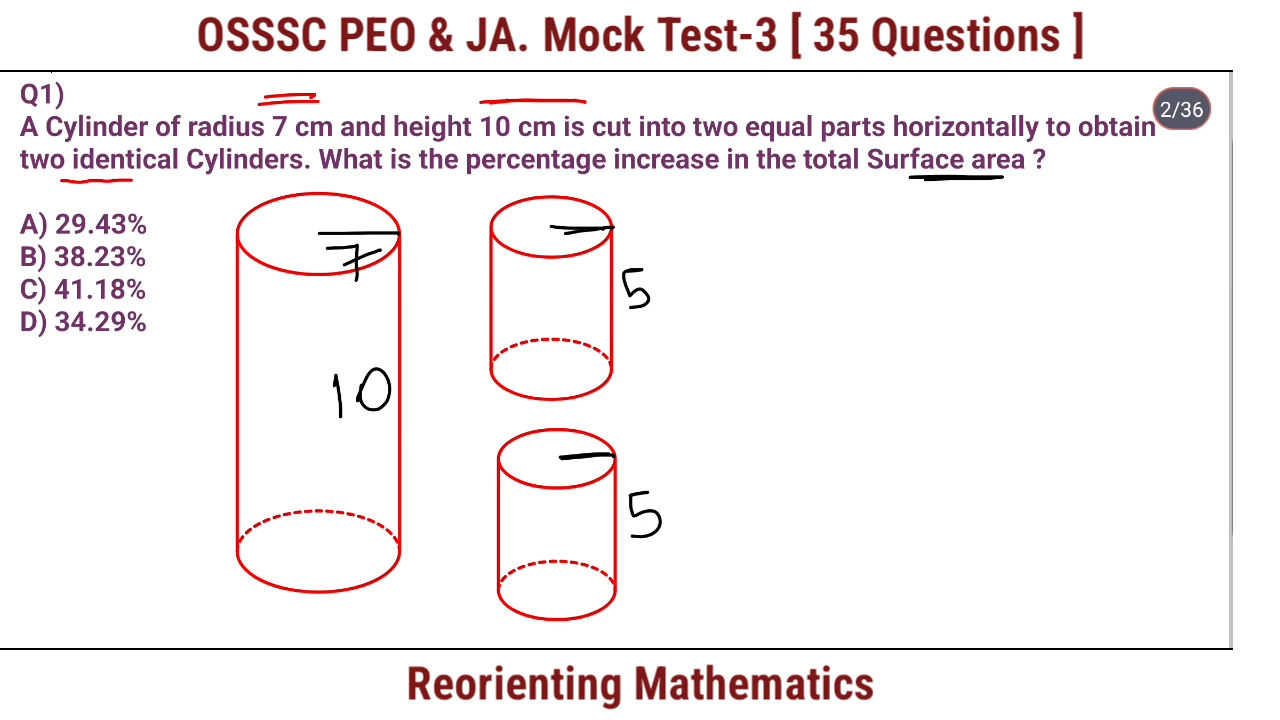 OSSSC PEO & JA. Mock Test-3 [ 35 Questions ]
Q1)
2/36
A Cylinder of radius 7 cm and height 10 cm is cut into two equal parts horizontally to obtain
two identical Cylinders. What is the percentage increase in the total Surface area ?
A) 29.43%
B) 38.23%
C) 41.18%
D) 34.29%
7
10
5
5
Reorienting Mathematics